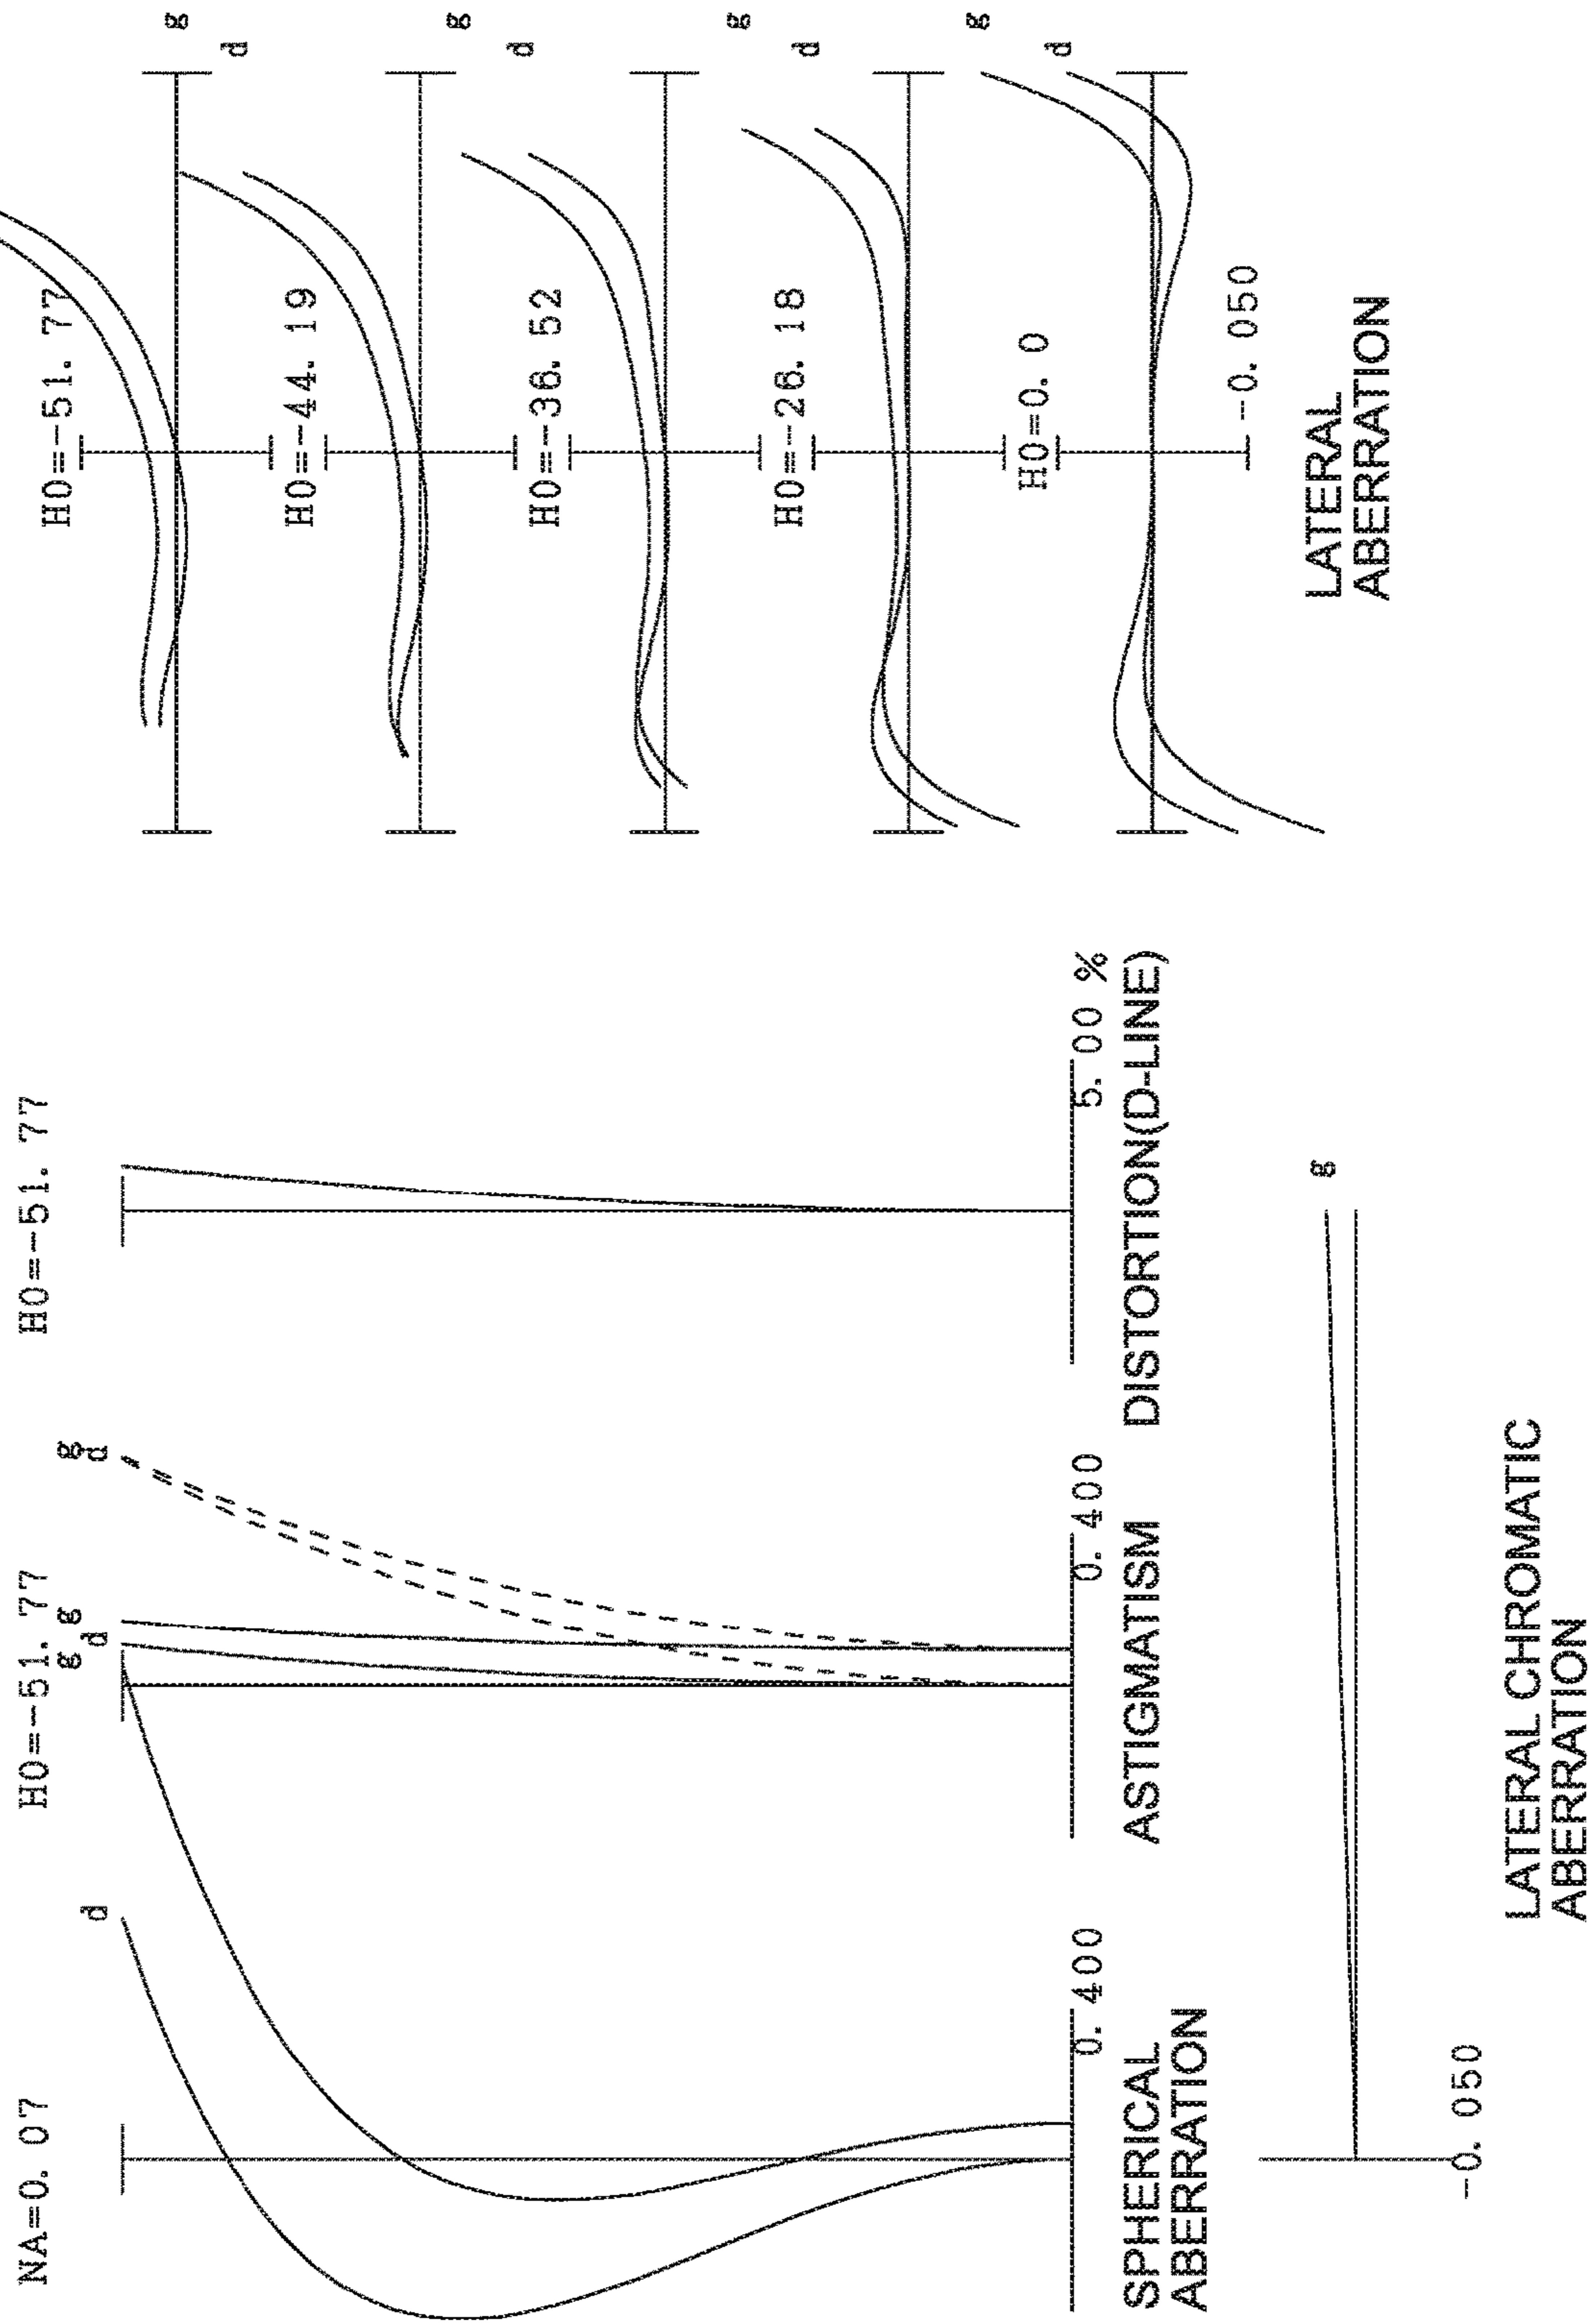 NA=0. 07
d
SPHERICAL
ABERRATION
0. 400
H0=-51. 77
g
d
g
g
d
ASTIGMATISM
0. 400
H0=-51. 77
DISTORTION(D-LINE)
5. 00 %
-0. 050
g
LATERAL CHROMATIC
ABERRATION
H0=-51. 77
g
d
H0=-44. 19
g
d
H0=-36. 52
g
d
H0=-26. 18
g
d
H0=0. 0
-0. 050
LATERAL
ABERRATION